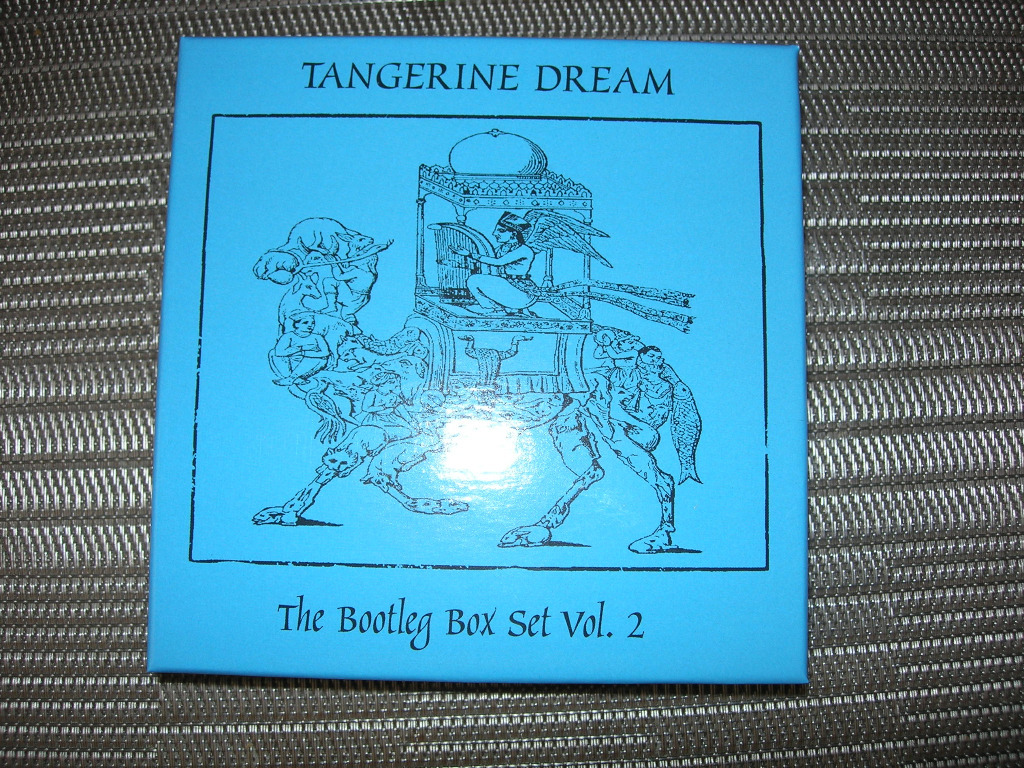 TANGERINE DREAM
The Bootleg Box Set Vol. 2